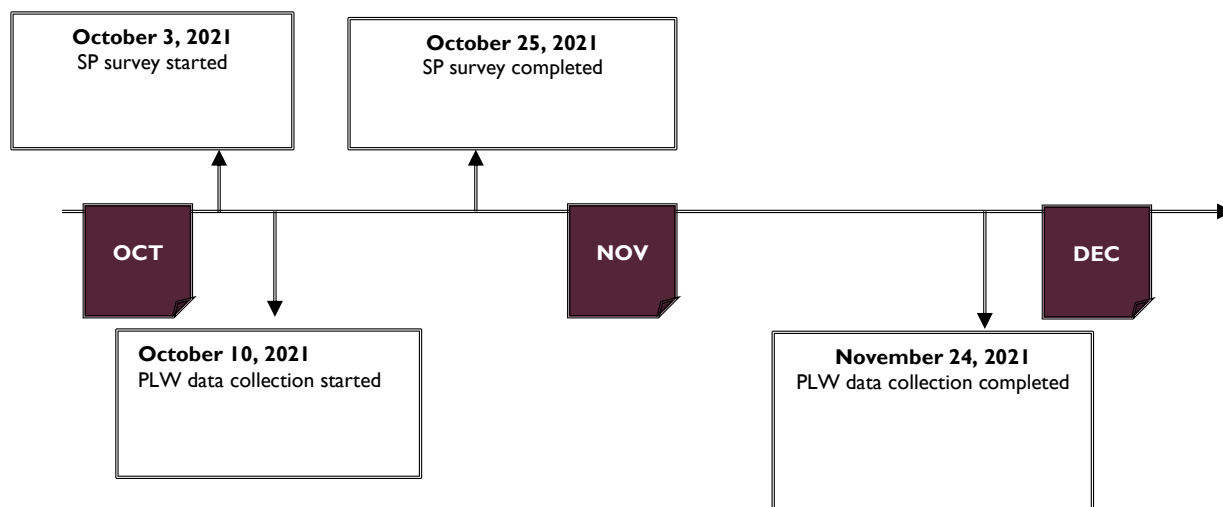 October 3, 2021
SP survey started
October 25, 2021
SP survey completed
OCT
NOV
DEC
October 10, 2021
PLW data collection started
November 24, 2021
PLW data collection completed